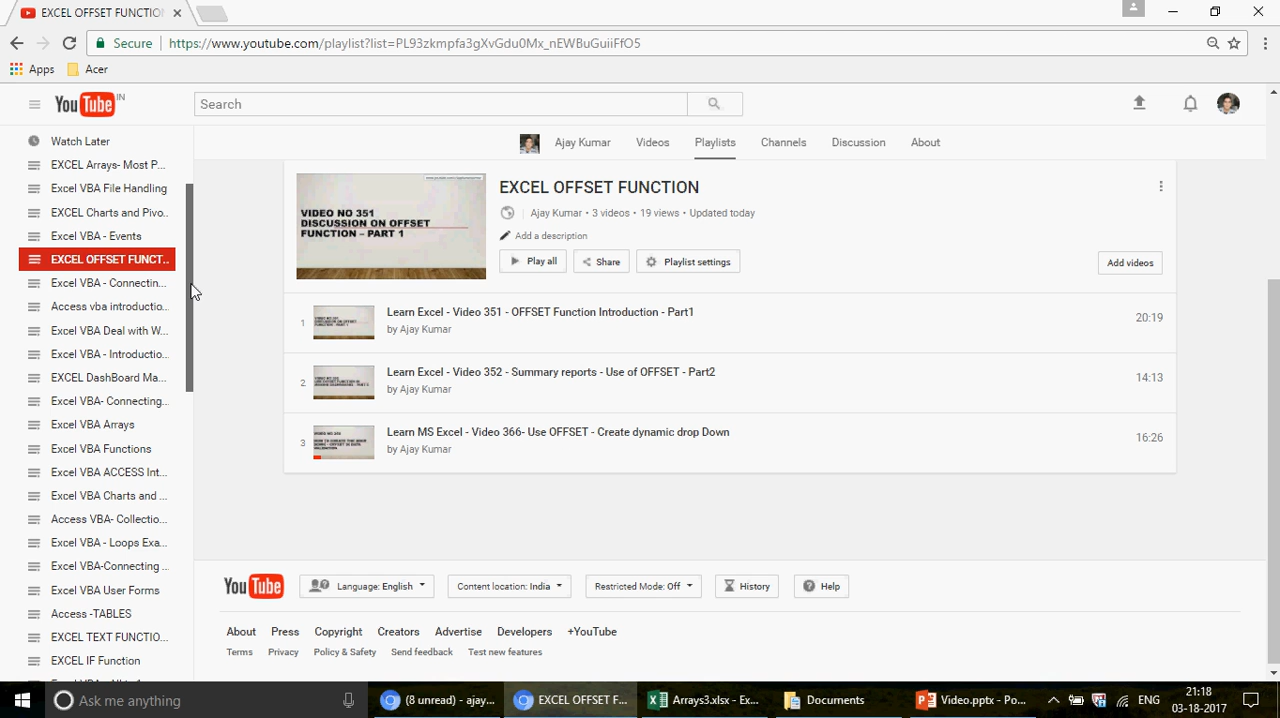 EXCEL OFFSET FUNCTION
Secure https://www.youtube.com/playlist?list=PL93zkmpfa3gXvGdu0Mx_nEWBuGuiiFfO5
Apps Acer
YouTube IN Search
Ajay Kumar Videos Playlists Channels Discussion About
Watch Later
EXCEL Arrays- Most P...
Excel VBA File Handling
EXCEL Charts and Pivo..
Excel VBA - Events
EXCEL OFFSET FUNCT..
Excel VBA - Connectin...
Access vba introductio..
Excel VBA Deal with W...
Excel VBA - Introductio...
EXCEL DashBoard Ma...
Excel VBA- Connecting...
Excel VBA Arrays
Excel VBA Functions
Excel VBA ACCESS Int...
Excel VBA Charts and ...
Access VBA- Collectio...
Excel VBA - Loops Exa...
Excel VBA-Connecting ...
Excel VBA User Forms
Access -TABLES
EXCEL TEXT FUNCTIO...
EXCEL IF Function
VIDEO NO 351
DISCUSSION ON OFFSET
FUNCTION – PART 1
EXCEL OFFSET FUNCTION
Ajay Kumar • 3 videos • 19 views • Updated today
Add a description
Play all Share Playlist settings Add videos
1 Learn Excel - Video 351 - OFFSET Function Introduction - Part1 20:19
by Ajay Kumar
2 Learn Excel - Video 352 - Summary reports - Use of OFFSET - Part2 14:13
by Ajay Kumar
3 Learn MS Excel - Video 366- Use OFFSET - Create dynamic drop Down 16:26
by Ajay Kumar
YouTube Language: English Content location: India Restricted Mode: Off History Help
About Press Copyright Creators Advertise Developers +YouTube
Terms Privacy Policy & Safety Send feedback Test new features
Ask me anything (8 unread) - ajay... EXCEL OFFSET F... Arrays3.xlsx - Ex... Documents Video.pptx - Po... ENG 21:18
03-18-2017